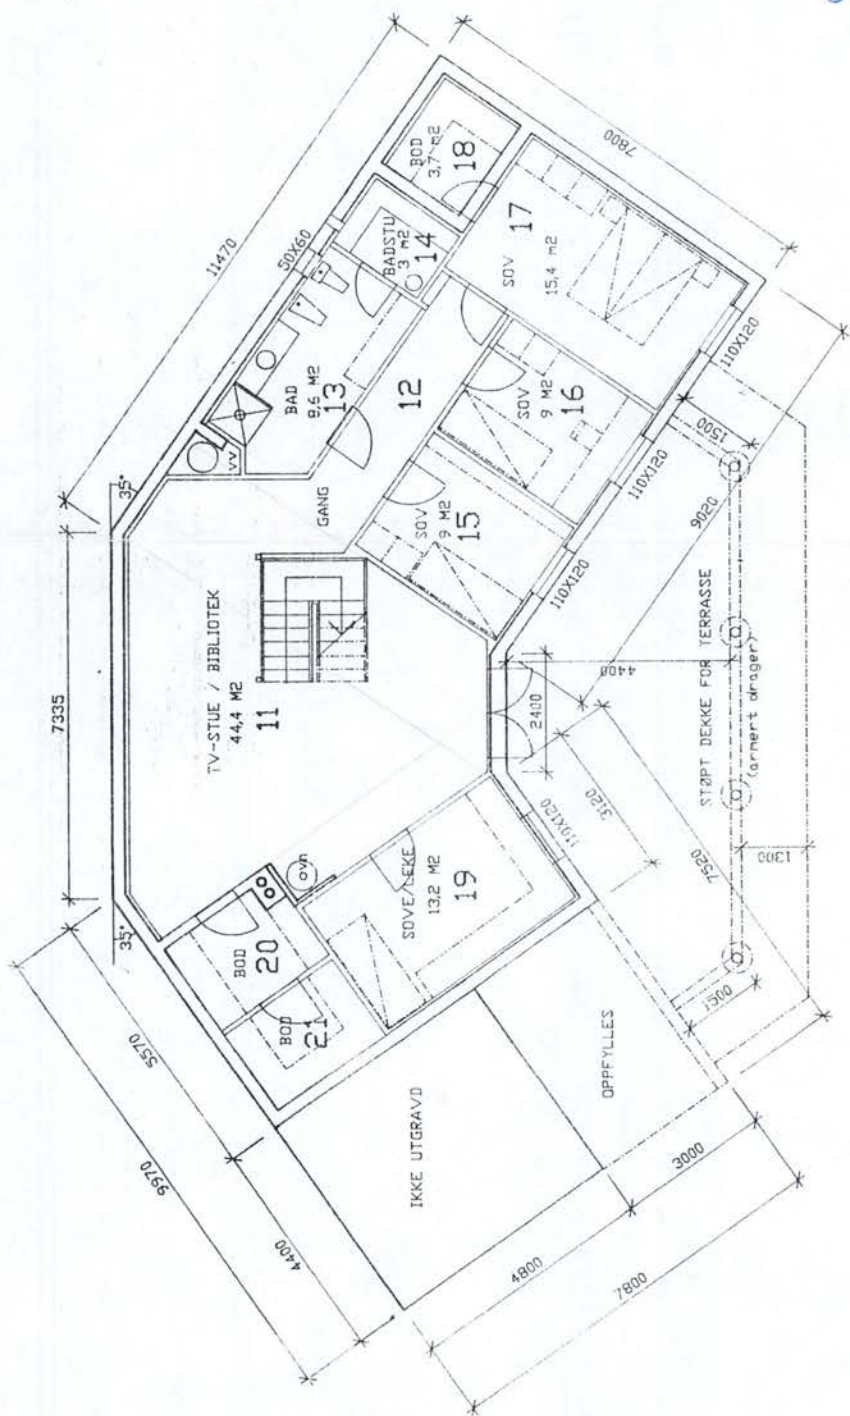 7335
35°
35°
11470
7800
50X60
BOD
3,7 m2
18
BADSTU
3 m2
14
SOV
17
15,4 m2
BAD
8,6 M2
13
VV
12
GANG
SOV
9 M2
16
SOV
9 M2
15
TV-STUE / BIBLIOTEK
44,4 M2
11
110X120
110X120
110X120
110X120
1500
9020
4400
2400
3120
7520
STØPT DEKKE FOR TERRASSE
(armert drager)
1300
1500
ovn
SOVE/LEKE
13,2 M2
19
BOD
20
BOD
21
OPPFYLLES
IKKE UTGRAVD
5570
9970
4400
4800
3000
7800